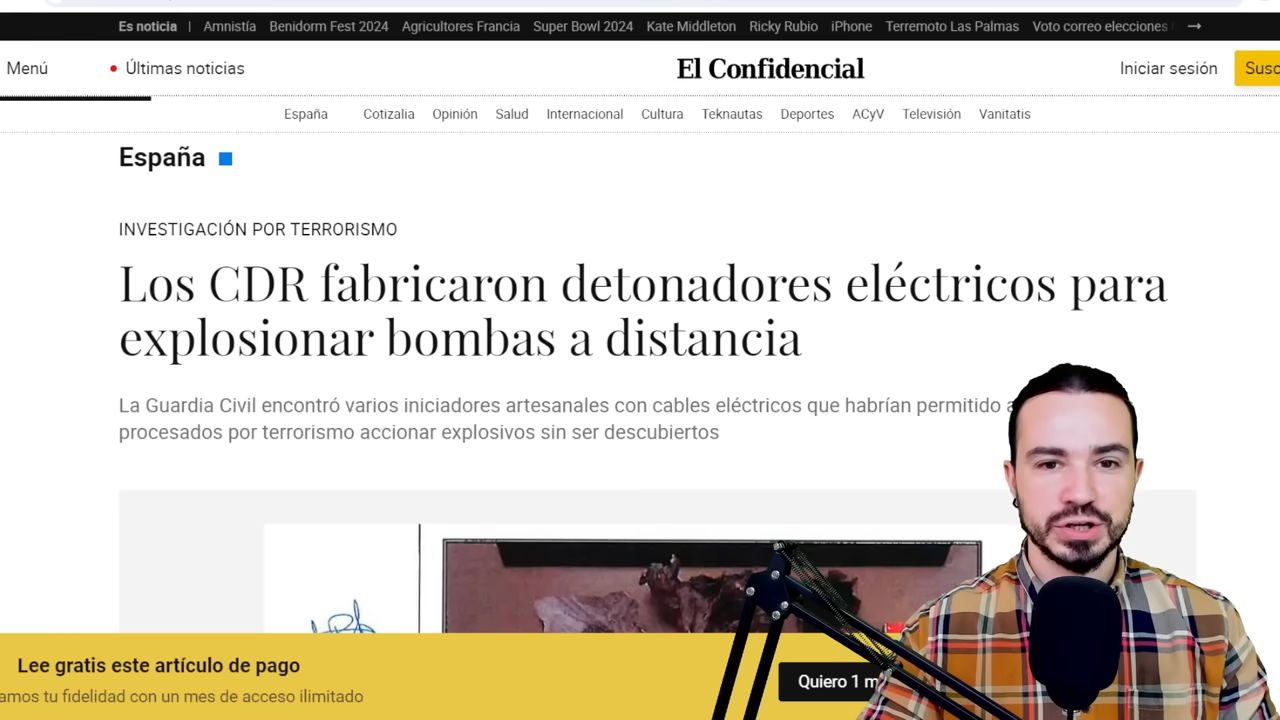 Es noticia | Amnistía Benidorm Fest 2024 Agricultores Francia Super Bowl 2024 Kate Middleton Ricky Rubio iPhone Terremoto Las Palmas Voto correo elecciones →
Menú
Últimas noticias
El Confidencial
Iniciar sesión
Susc
España Cotizalia Opinión Salud Internacional Cultura Teknautas Deportes ACyV Televisión Vanitatis
España
INVESTIGACIÓN POR TERRORISMO
Los CDR fabricaron detonadores eléctricos para
explosionar bombas a distancia
La Guardia Civil encontró varios iniciadores artesanales con cables eléctricos que habrían permitido a
procesados por terrorismo accionar explosivos sin ser descubiertos
Lee gratis este artículo de pago
amos tu fidelidad con un mes de acceso ilimitado
Quiero 1 m